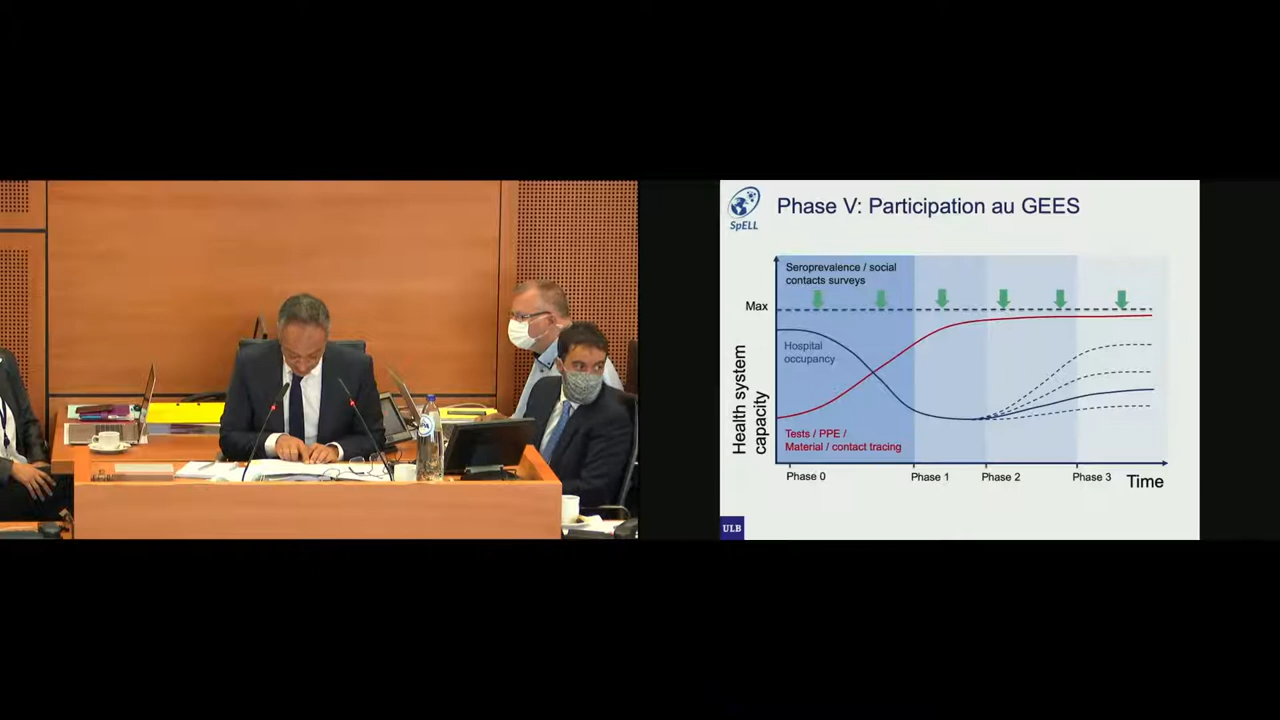 SpELL
Phase V: Participation au GEES
Seroprevalence / social
contacts surveys
Max
Hospital
occupancy
Health system
capacity
Tests / PPE /
Material / contact tracing
Phase 0
Phase 1
Phase 2
Phase 3
Time
ULB